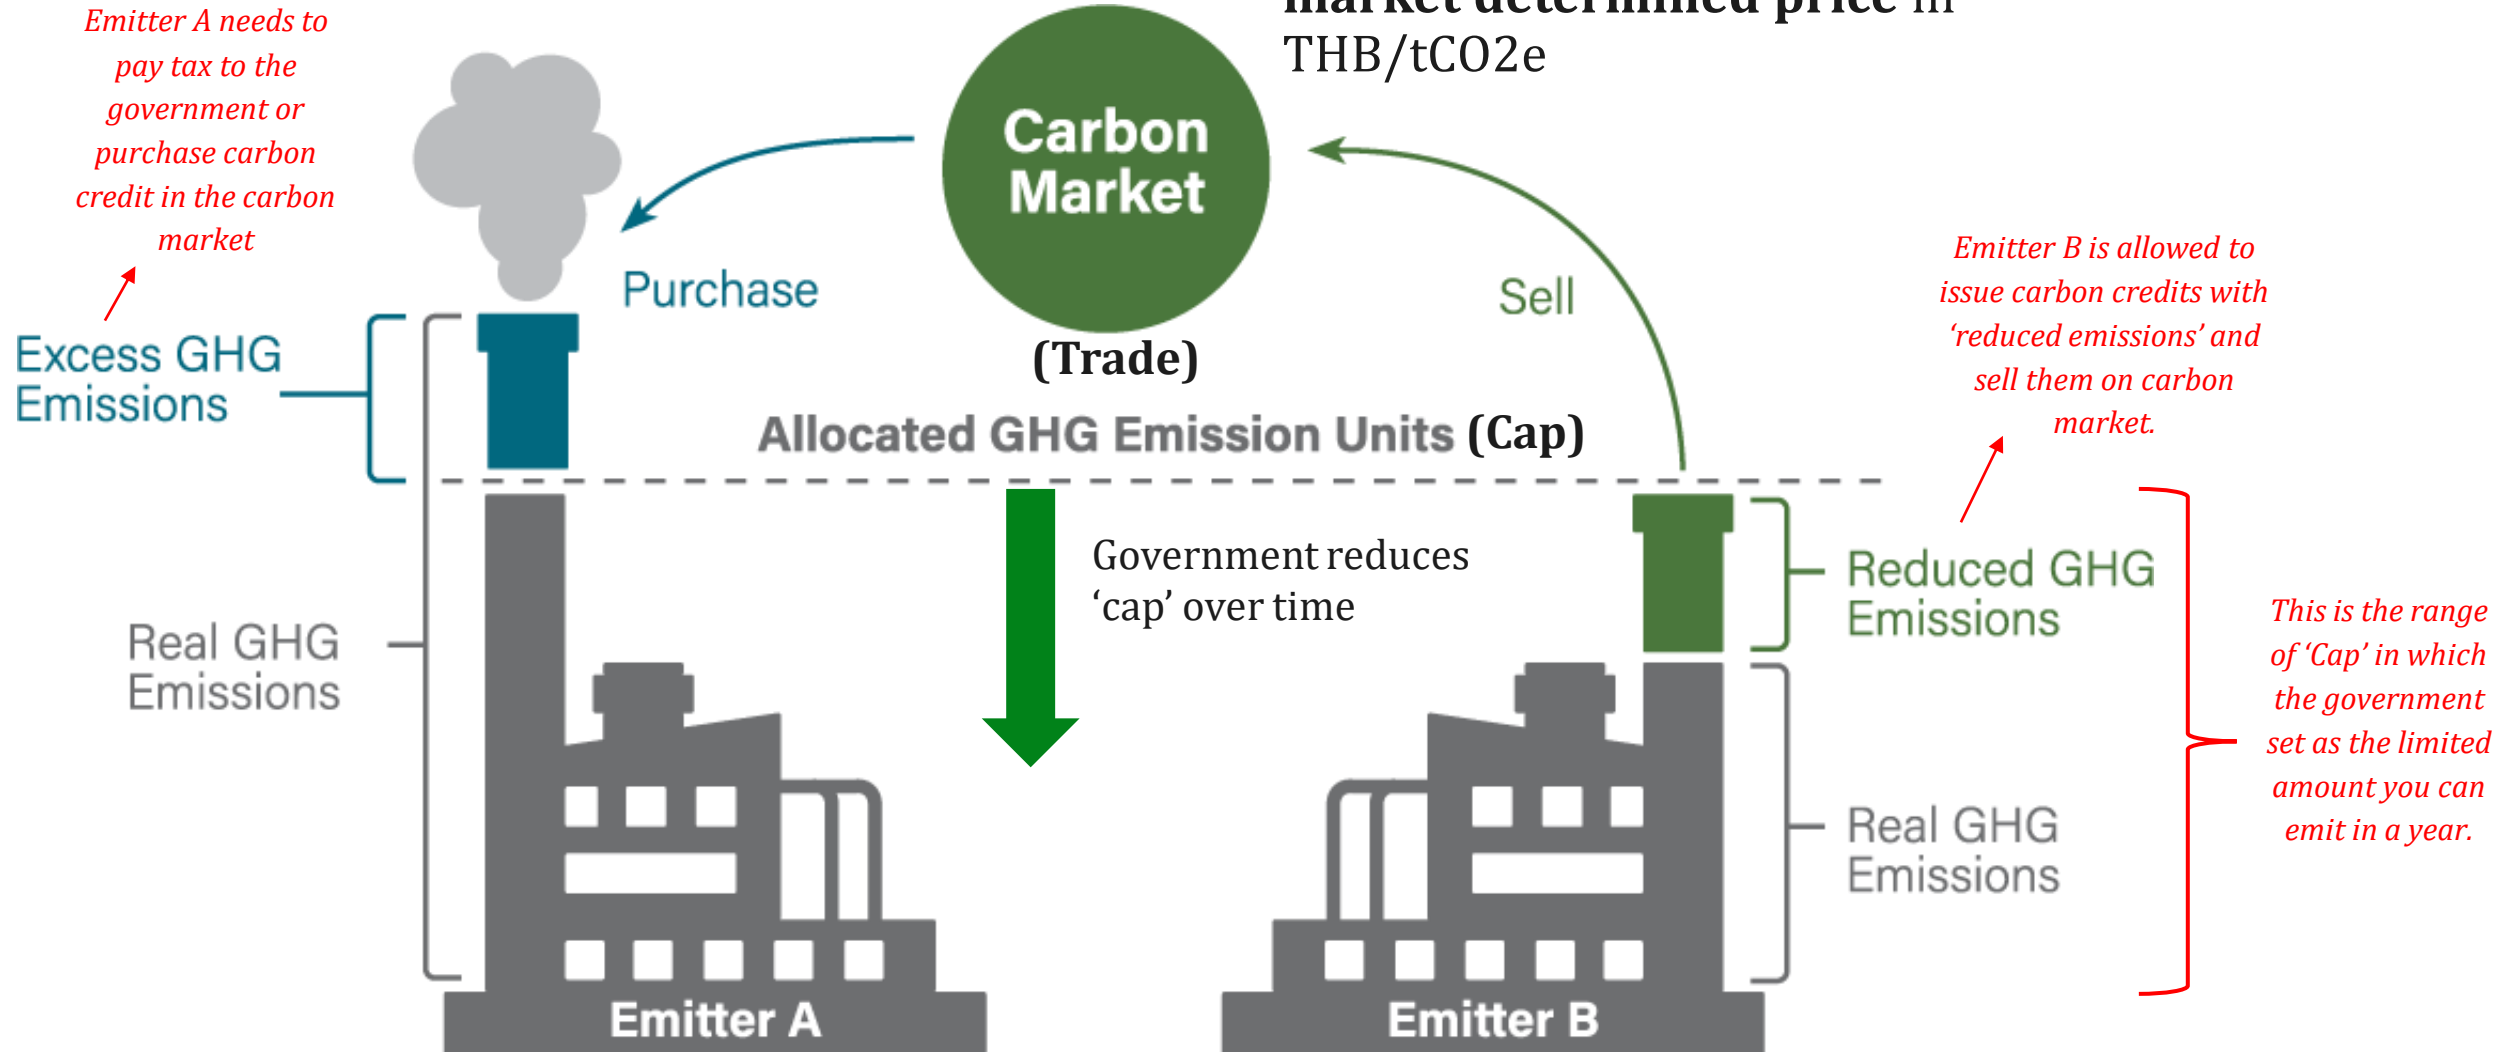 Emitter A needs to
pay tax to the
government or
purchase carbon
credit in the carbon
market
market determined price in
THB/tCO2e
Carbon
Market
Purchase
Sell
(Trade)
Excess GHG
Emissions
Allocated GHG Emission Units (Cap)
Emitter B is allowed to
issue carbon credits with
‘reduced emissions’ and
sell them on carbon
market.
Government reduces
‘cap’ over time
Reduced GHG
Emissions
Real GHG
Emissions
This is the range
of ‘Cap’ in which
the government
set as the limited
amount you can
emit in a year.
Real GHG
Emissions
Emitter A
Emitter B